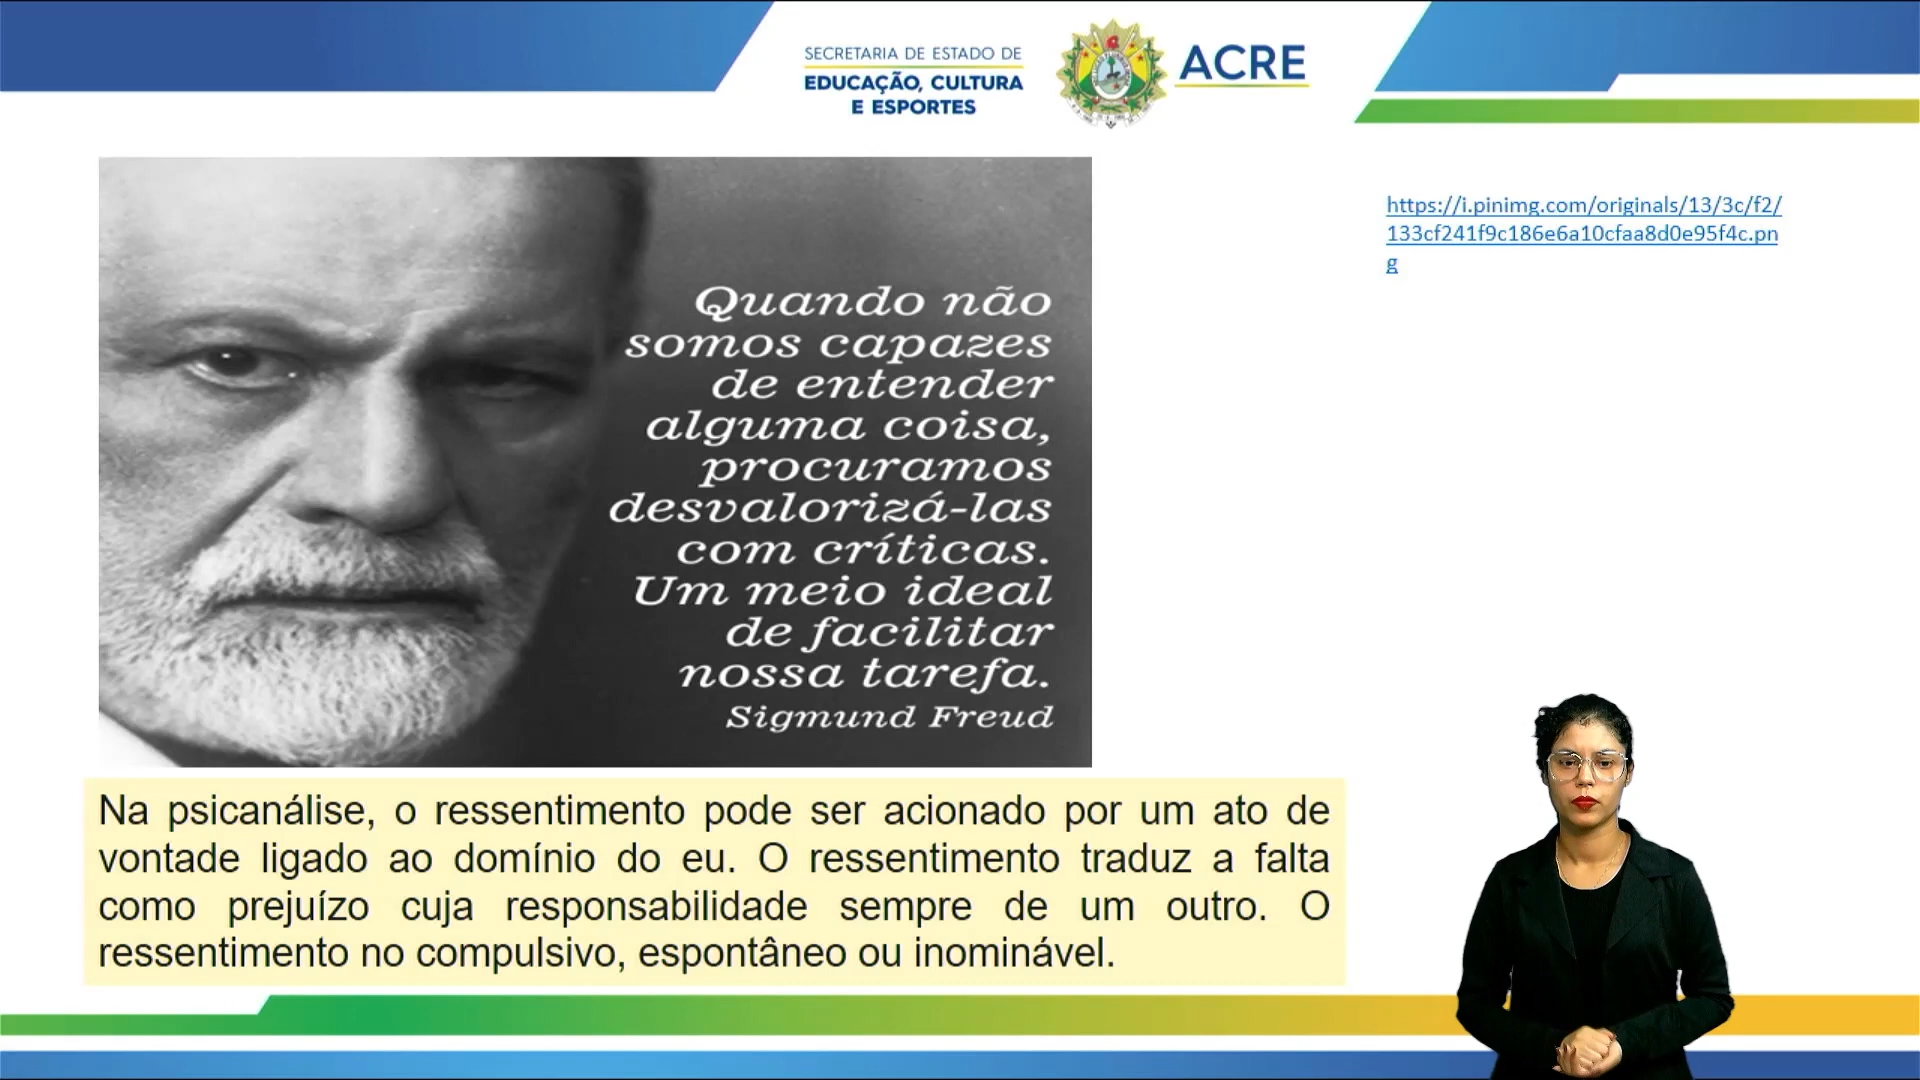 SECRETARIA DE ESTADO DE
EDUCAÇÃO, CULTURA
E ESPORTES
ACRE
https://i.pinimg.com/originals/13/3c/f2/
133cf241f9c186e6a10cfaa8d0e95f4c.pn
g
Quando não
somos capazes
de entender
alguma coisa,
procuramos
desvalorizá-las
com críticas.
Um meio ideal
de facilitar
nossa tarefa.
Sigmund Freud
Na psicanálise, o ressentimento pode ser acionado por um ato de
vontade ligado ao domínio do eu. O ressentimento traduz a falta
como prejuízo cuja responsabilidade sempre de um outro. O
ressentimento no compulsivo, espontâneo ou inominável.